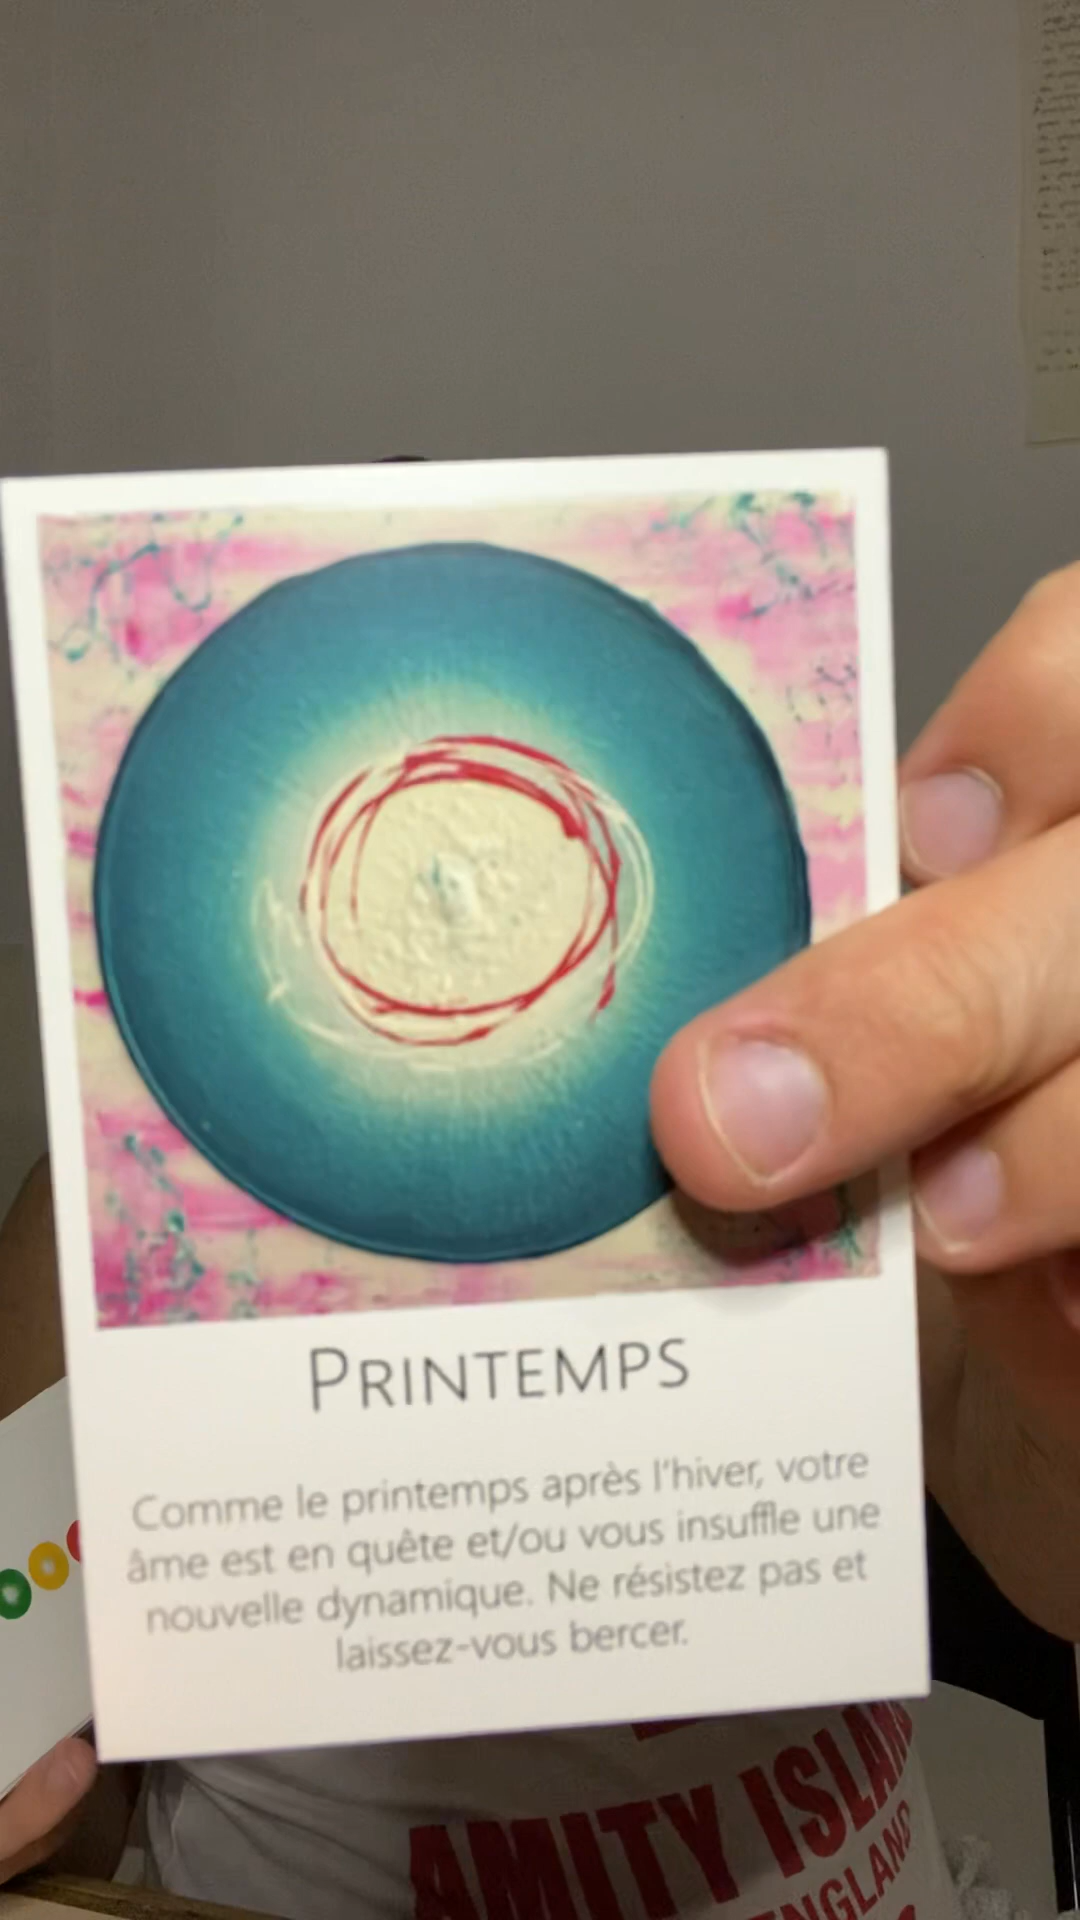 PRINTEMPS
Comme le printemps après l'hiver, votre
âme est en quête et/ou vous insuffle une
nouvelle dynamique. Ne résistez pas et
laissez-vous bercer.
AMITY ISLAN
ENGLAND